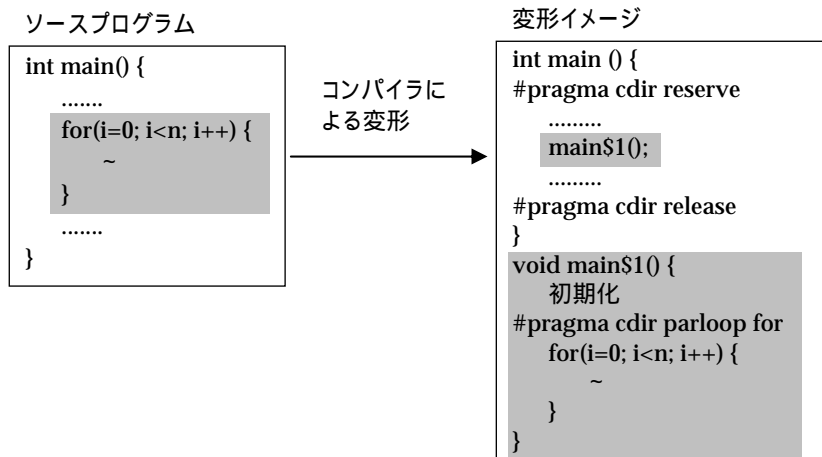 ソースプログラム
int main() {
.......
for(i=0; i<n; i++) {
~
}
.......
}
コンパイラに
よる変形
変形イメージ
int main () {
#pragma cdir reserve
.........
main$1();
.........
#pragma cdir release
}
void main$1() {
初期化
#pragma cdir parloop for
for(i=0; i<n; i++) {
~
}
}